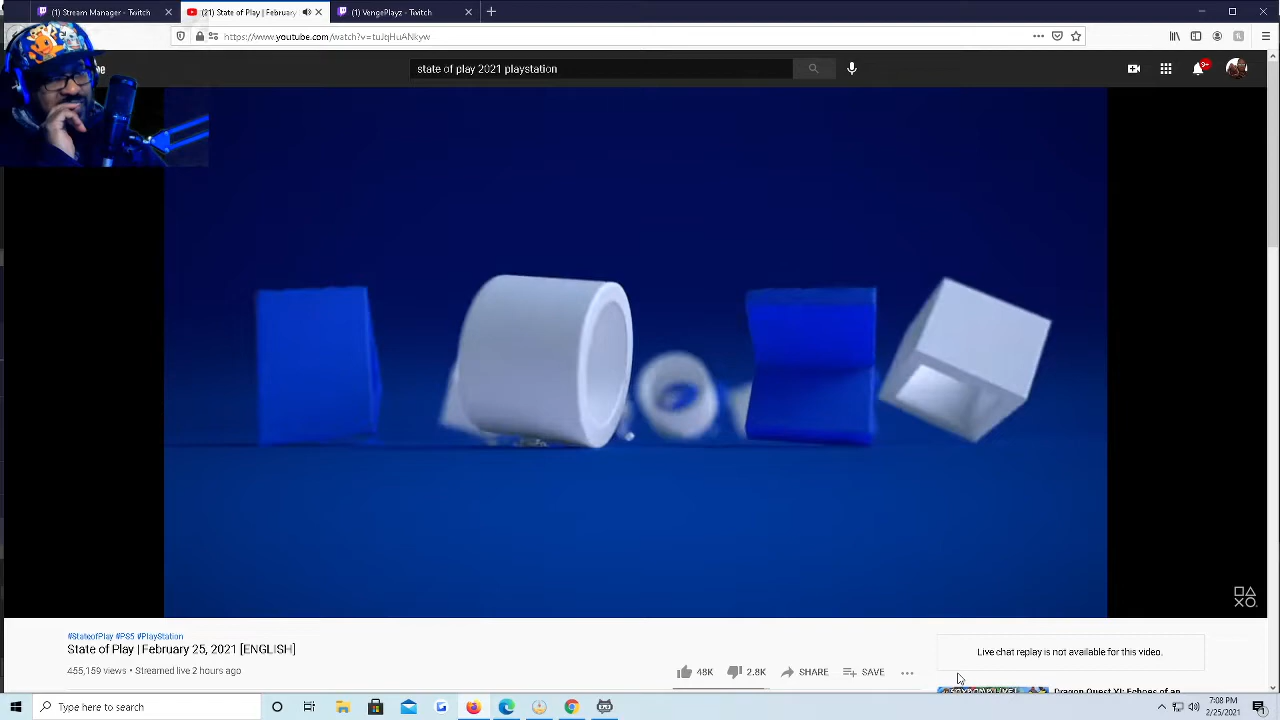 (1) Stream Manager - Twitch
(21) State of Play | February
(1) VengePlayz - Twitch
https://www.youtube.com/watch?v=tuJqHuANkyw
state of play 2021 playstation
9+
#StateofPlay #PS5 #PlayStation
State of Play | February 25, 2021 [ENGLISH]
455,159 views • Streamed live 2 hours ago
48K
2.8K
SHARE
SAVE
Live chat replay is not available for this video.
Dragon Quest XI: Echoes of an
Type here to search
7:08 PM
2/25/2021
1